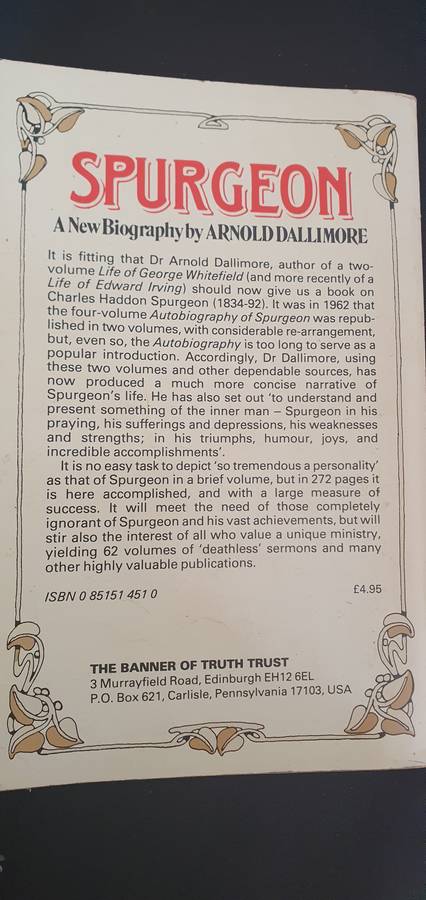 SPURGEON
A New Biography by ARNOLD DALLIMORE
It is fitting that Dr Arnold Dallimore, author of a two-
volume Life of George Whitefield (and more recently of a
Life of Edward Irving) should now give us a book on
Charles Haddon Spurgeon (1834-92). It was in 1962 that
the four-volume Autobiography of Spurgeon was repub-
lished in two volumes, with considerable re-arrangement,
but, even so, the Autobiography is too long to serve as a
popular introduction. Accordingly, Dr Dallimore, using
these two volumes and other dependable sources, has
now produced a much more concise narrative of
Spurgeon's life. He has also set out 'to understand and
present something of the inner man – Spurgeon in his
praying, his sufferings and depressions, his weaknesses
and strengths; in his triumphs, humour, joys, and
incredible accomplishments'.
It is no easy task to depict 'so tremendous a personality'
as that of Spurgeon in a brief volume, but in 272 pages it
is here accomplished, and with a large measure of
success. It will meet the need of those completely
ignorant of Spurgeon and his vast achievements, but will
stir also the interest of all who value a unique ministry,
yielding 62 volumes of 'deathless' sermons and many
other highly valuable publications.
ISBN 0 85151 451 0 £4.95
THE BANNER OF TRUTH TRUST
3 Murrayfield Road, Edinburgh EH12 6EL
P.O. Box 621, Carlisle, Pennsylvania 17103, USA